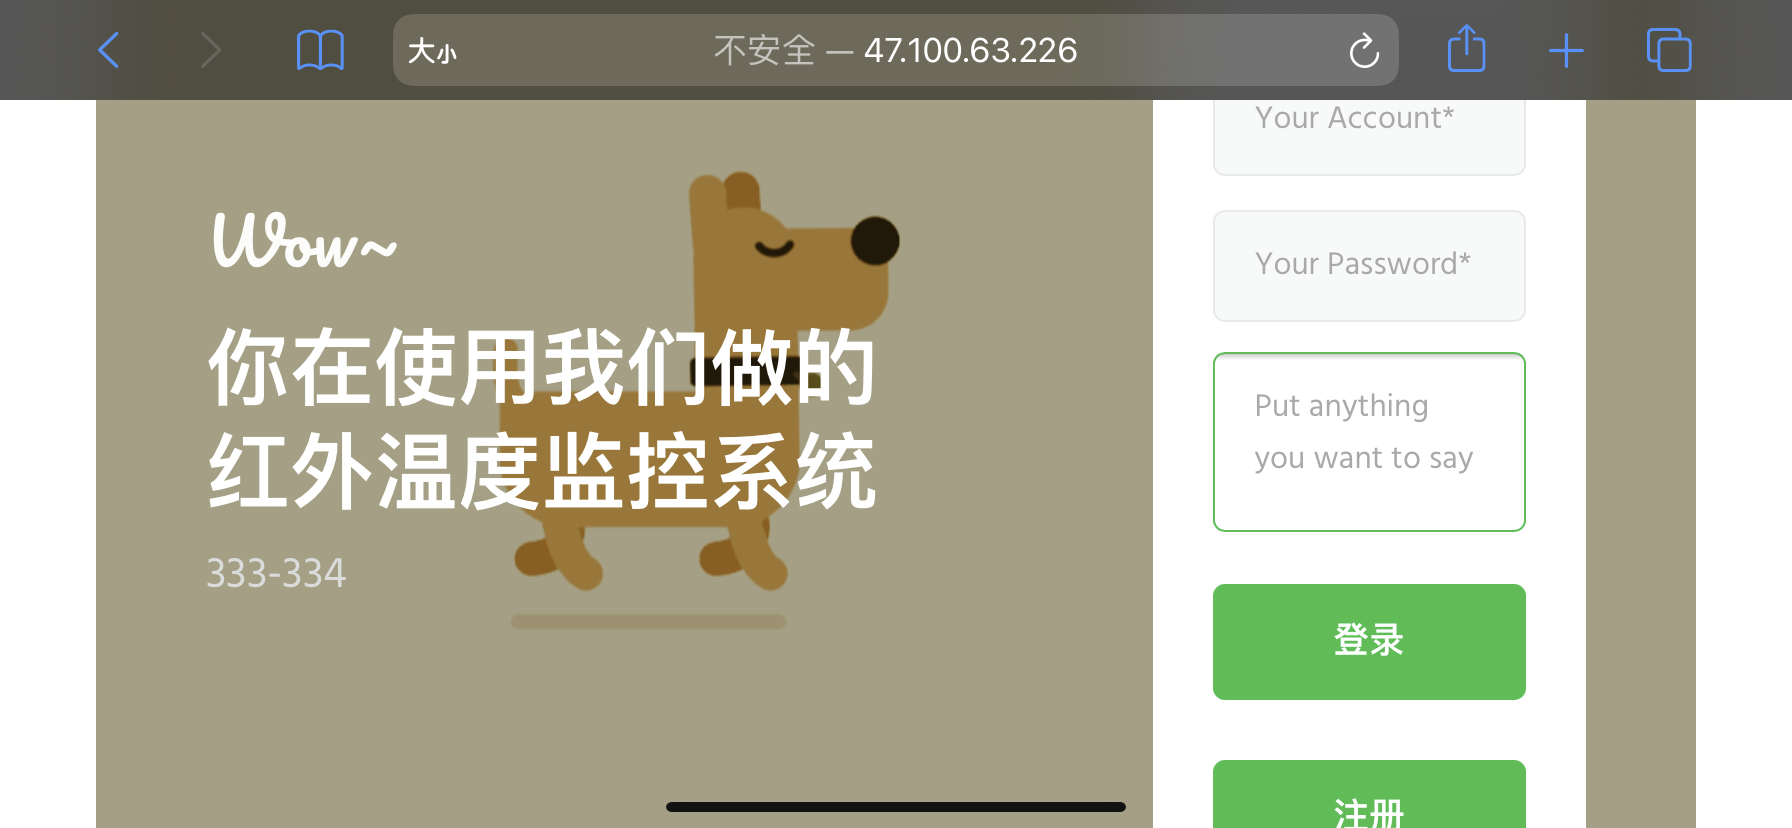 大小
不安全 — 47.100.63.226
Wow~
你在使用我们做的
红外温度监控系统
333-334
Your Account*
Your Password*
Put anything
you want to say
登录
注册